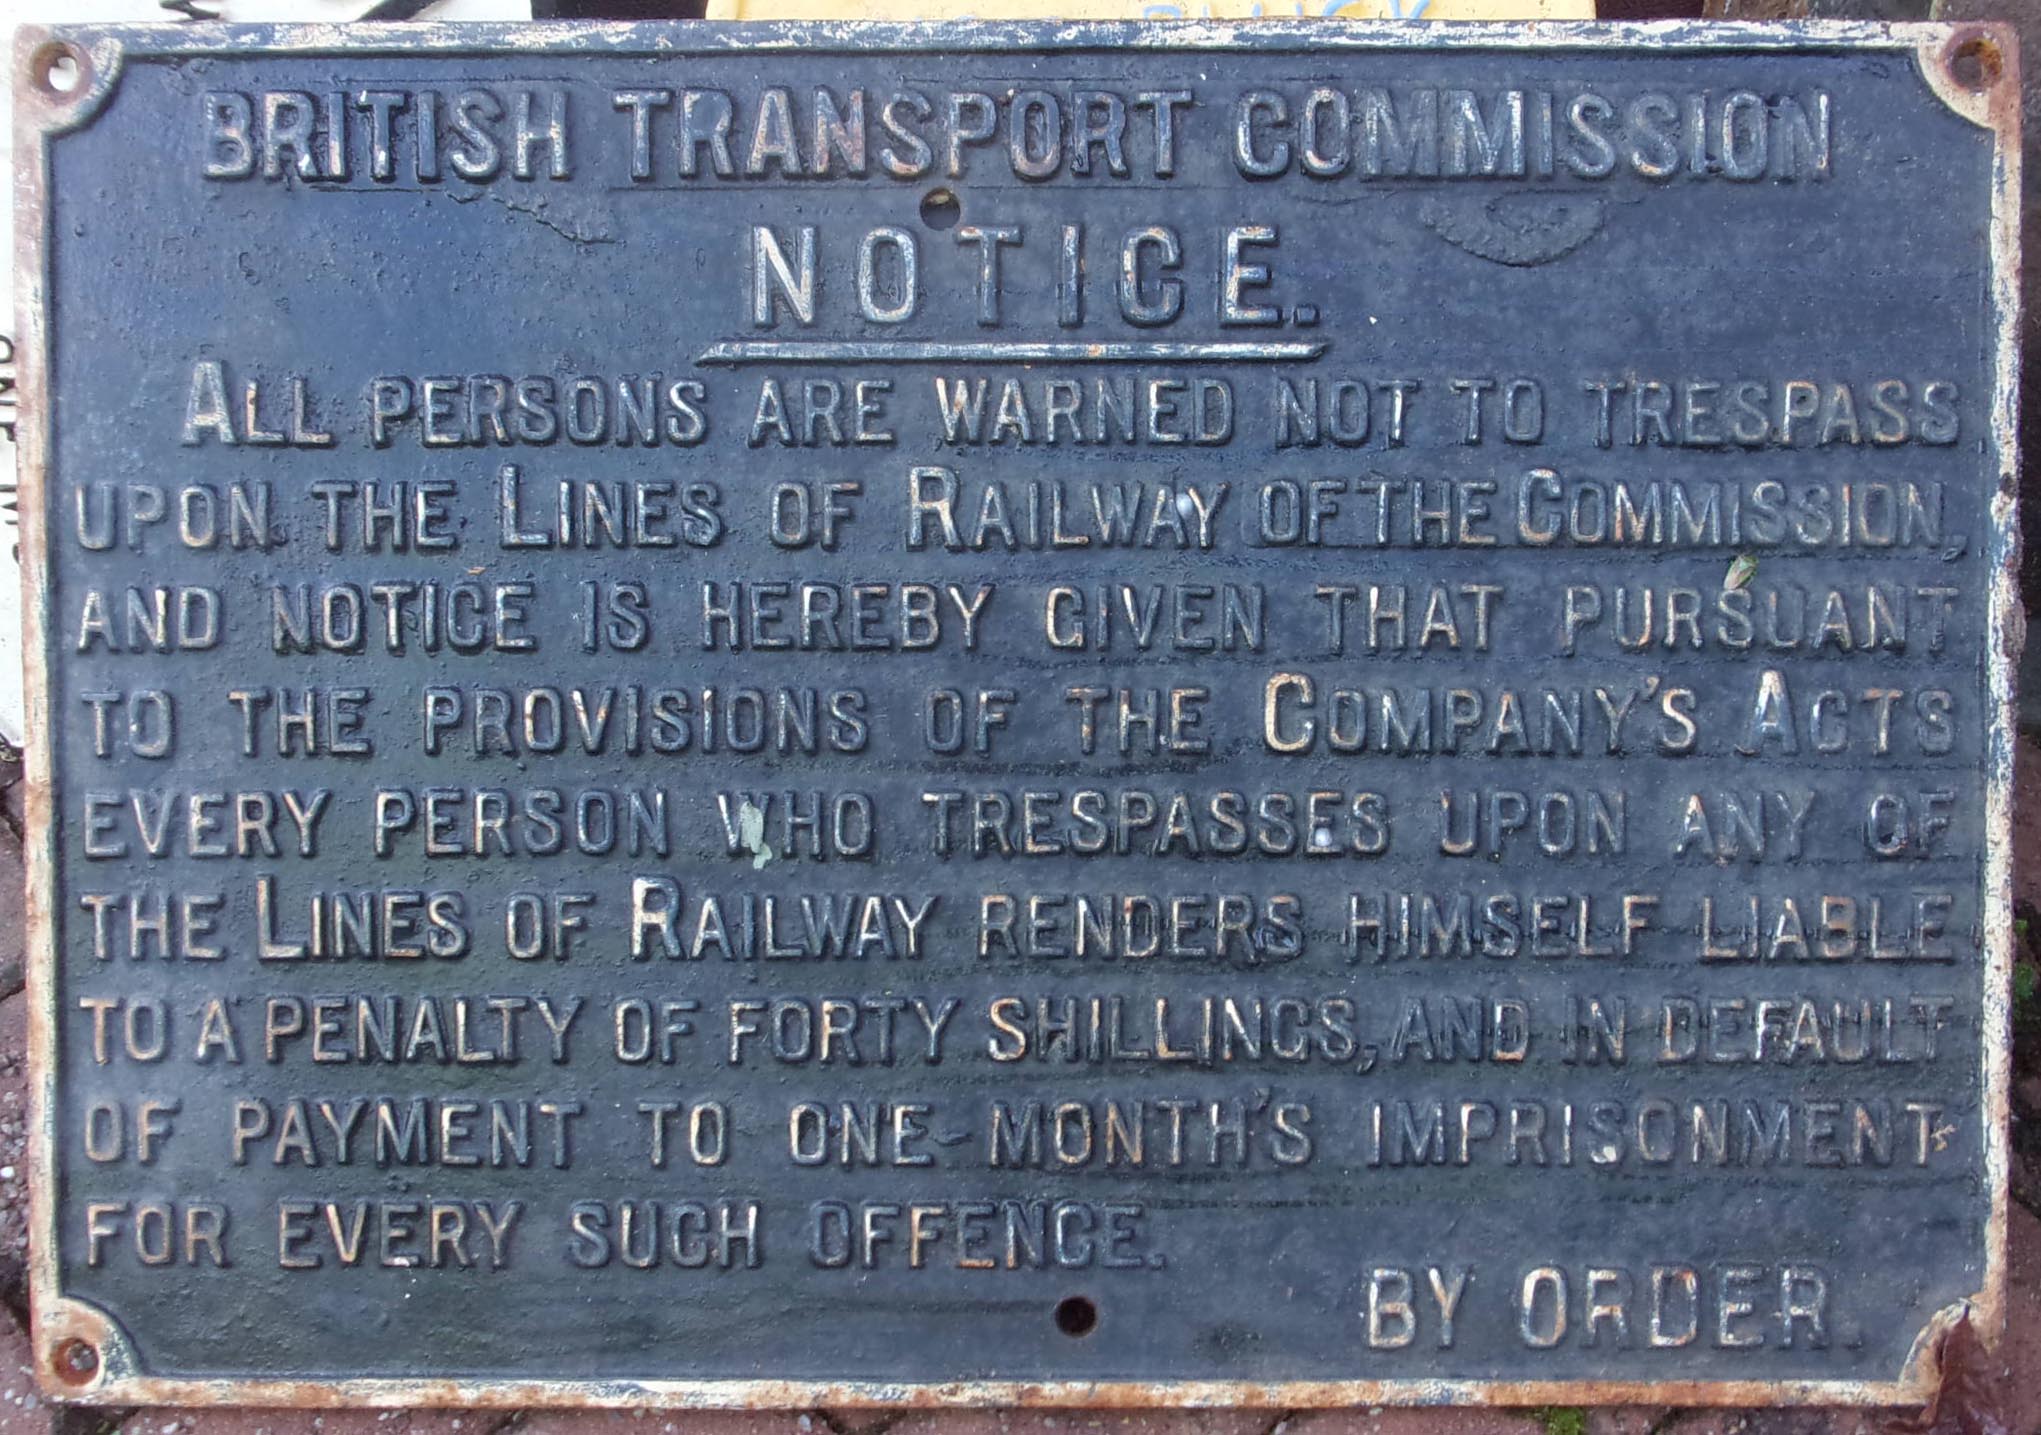 BRITISH TRANSPORT COMMISSION
NOTICE.
ALL PERSONS ARE WARNED NOT TO TRESPASS
UPON THE LINES OF RAILWAY OF THE COMMISSION,
AND NOTICE IS HEREBY GIVEN THAT PURSUANT
TO THE PROVISIONS OF THE COMPANY'S ACTS
EVERY PERSON WHO TRESPASSES UPON ANY OF
THE LINES OF RAILWAY RENDERS HIMSELF LIABLE
TO A PENALTY OF FORTY SHILLINGS, AND IN DEFAULT
OF PAYMENT TO ONE MONTH'S IMPRISONMENT
FOR EVERY SUCH OFFENCE.
BY ORDER.